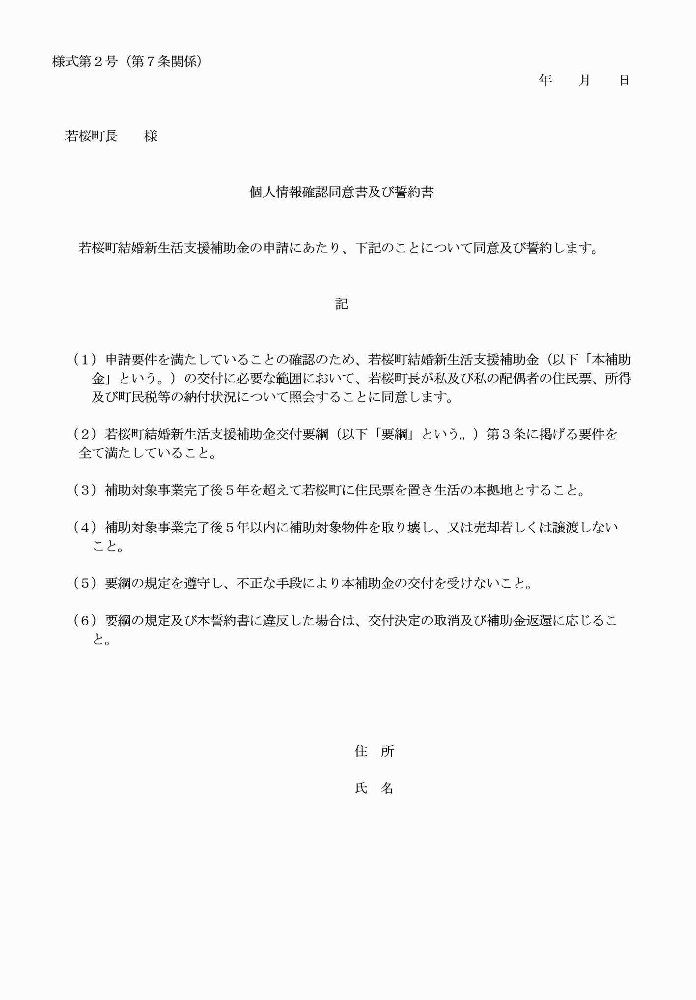 様式第２号（第７条関係）
年　　月　　日
若桜町長　　様
個人情報確認同意書及び誓約書
若桜町結婚新生活支援補助金の申請にあたり、下記のことについて同意及び誓約します。
記
（１）申請要件を満たしていることの確認のため、若桜町結婚新生活支援補助金（以下「本補助
金」という。）の交付に必要な範囲において、若桜町長が私及び私の配偶者の住民票、所得
及び町民税等の納付状況について照会することに同意します。
（２）若桜町結婚新生活支援補助金交付要綱（以下「要綱」という。）第３条に掲げる要件を
全て満たしていること。
（３）補助対象事業完了後５年を超えて若桜町に住民票を置き生活の本拠地とすること。
（４）補助対象事業完了後５年以内に補助対象物件を取り壊し、又は売却若しくは譲渡しない
こと。
（５）要綱の規定を遵守し、不正な手段により本補助金の交付を受けないこと。
（６）要綱の規定及び本誓約書に違反した場合は、交付決定の取消及び補助金返還に応じるこ
と。
住　所
氏　名